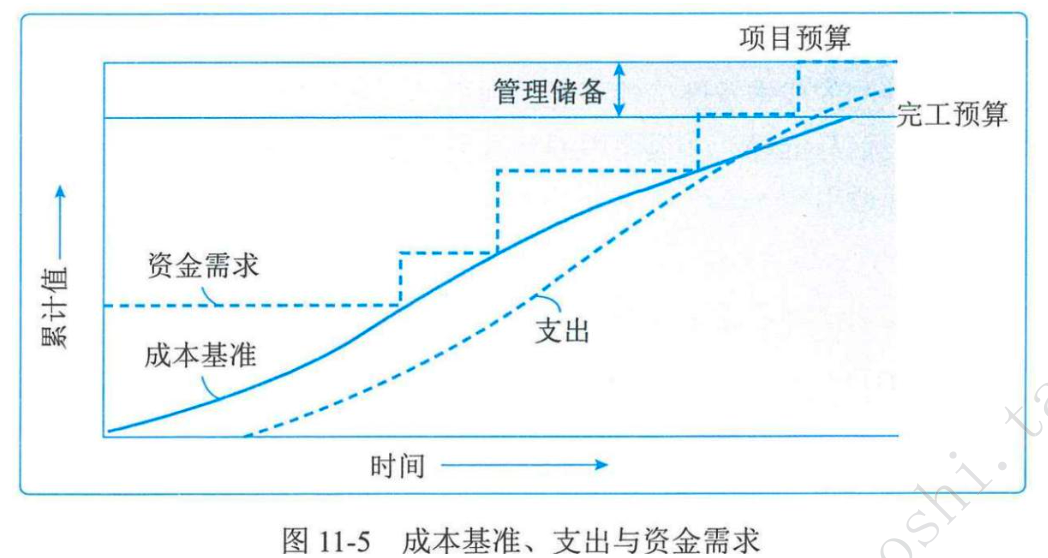 项目预算
管理储备
完工预算
资金需求
成本基准
支出
累计值
时间
图 11-5 成本基准、支出与资金需求
oshi.ta